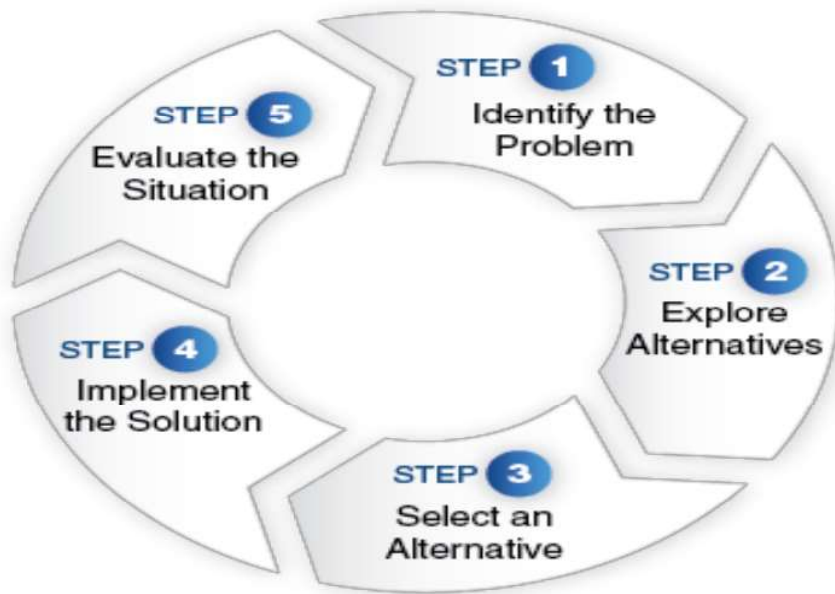 STEP 1
Identify the
Problem
STEP 2
Explore
Alternatives
STEP 3
Select an
Alternative
STEP 4
Implement
the Solution
STEP 5
Evaluate the
Situation